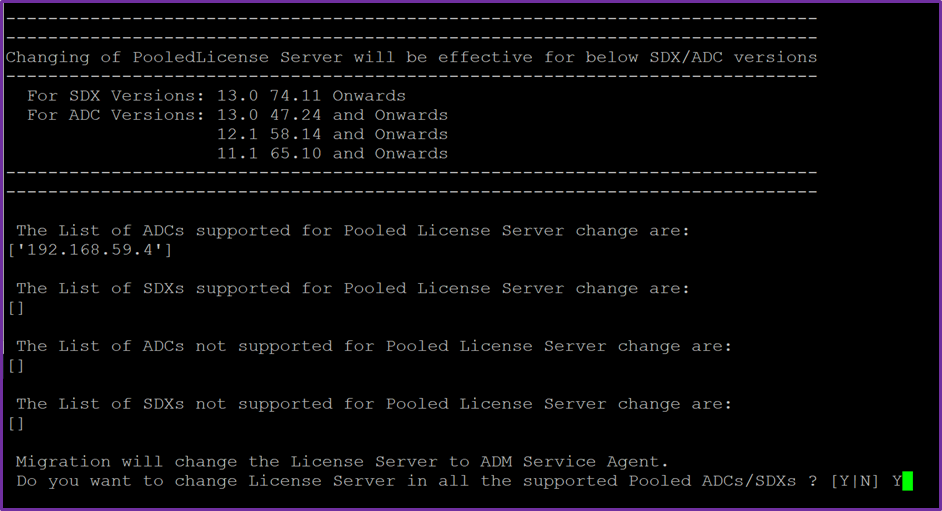 ------------------------------------------------------------------------------
------------------------------------------------------------------------------
Changing of PooledLicense Server will be effective for below SDX/ADC versions
------------------------------------------------------------------------------
For SDX Versions: 13.0 74.11 Onwards
For ADC Versions: 13.0 47.24 and Onwards
12.1 58.14 and Onwards
11.1 65.10 and Onwards
------------------------------------------------------------------------------
------------------------------------------------------------------------------
The List of ADCs supported for Pooled License Server change are:
['192.168.59.4']
The List of SDXs supported for Pooled License Server change are:
[]
The List of ADCs not supported for Pooled License Server change are:
[]
The List of SDXs not supported for Pooled License Server change are:
[]
Migration will change the License Server to ADM Service Agent.
Do you want to change License Server in all the supported Pooled ADCs/SDXs ? [Y|N] Y